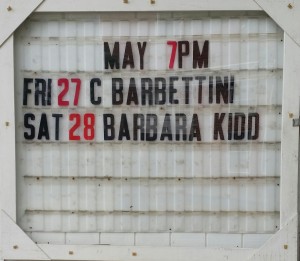 MAY 7PM
FRI 27 C BARBETTINI
SAT 28 BARBARA KIDD